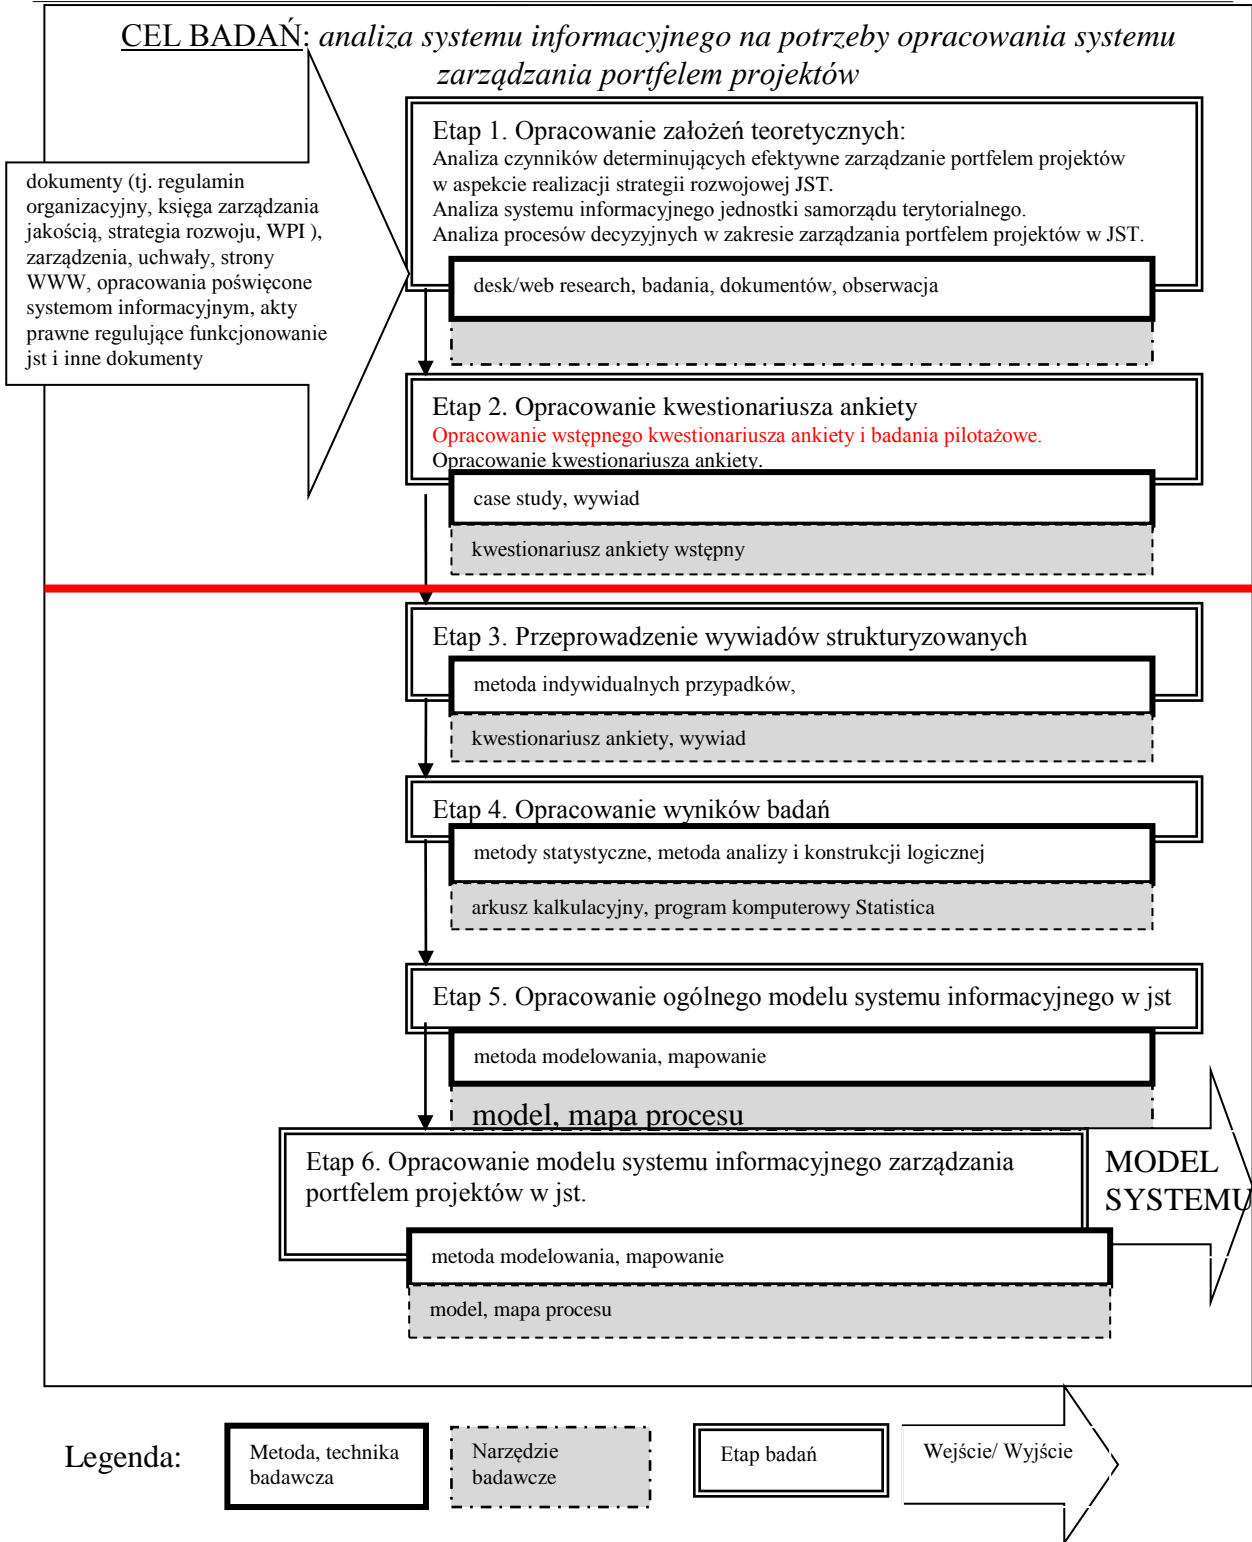 CEL BADAŃ: analiza systemu informacyjnego na potrzeby opracowania systemu
zarządzania portfelem projektów
dokumenty (tj. regulamin
organizacyjny, księga zarządzania
jakością, strategia rozwoju, WPI ),
zarządzenia, uchwały, strony
WWW, opracowania poświęcone
systemom informacyjnym, akty
prawne regulujące funkcjonowanie
jst i inne dokumenty
Etap 1. Opracowanie założeń teoretycznych:
Analiza czynników determinujących efektywne zarządzanie portfelem projektów
w aspekcie realizacji strategii rozwojowej JST.
Analiza systemu informacyjnego jednostki samorządu terytorialnego.
Analiza procesów decyzyjnych w zakresie zarządzania portfelem projektów w JST.
desk/web research, badania, dokumentów, obserwacja
Etap 2. Opracowanie kwestionariusza ankiety
Opracowanie wstępnego kwestionariusza ankiety i badania pilotażowe.
Opracowanie kwestionariusza ankiety.
case study, wywiad
kwestionariusz ankiety wstępny
Etap 3. Przeprowadzenie wywiadów strukturyzowanych
metoda indywidualnych przypadków,
kwestionariusz ankiety, wywiad
Etap 4. Opracowanie wyników badań
metody statystyczne, metoda analizy i konstrukcji logicznej
arkusz kalkulacyjny, program komputerowy Statistica
Etap 5. Opracowanie ogólnego modelu systemu informacyjnego w jst
metoda modelowania, mapowanie
model, mapa procesu
Etap 6. Opracowanie modelu systemu informacyjnego zarządzania
portfelem projektów w jst.
metoda modelowania, mapowanie
model, mapa procesu
MODEL
SYSTEMU
Legenda:
Metoda, technika
badawcza
Narzędzie
badawcze
Etap badań
Wejście/ Wyjście